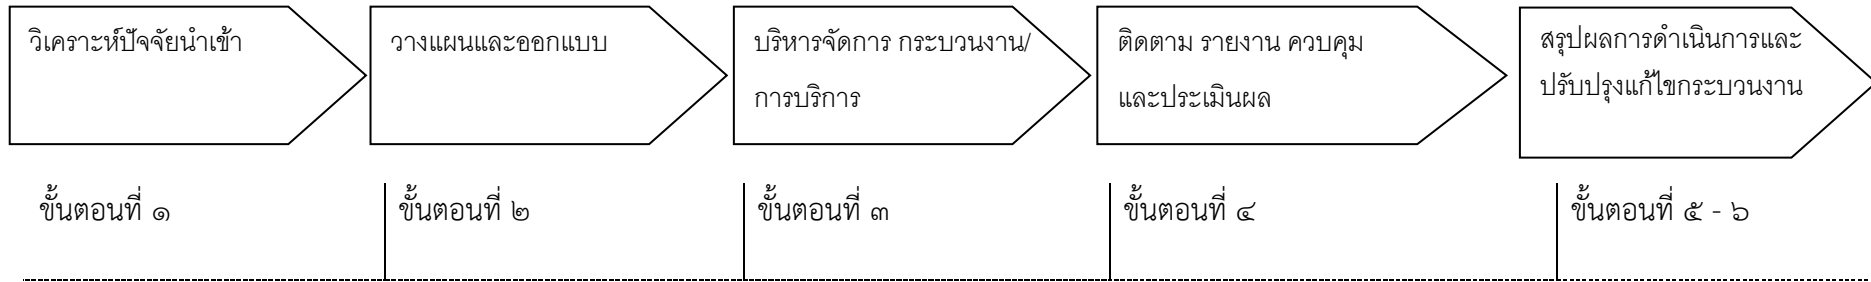 วิเคราะห์ปัจจัยนำเข้า
วางแผนและออกแบบ
บริหารจัดการ กระบวนงาน/
การบริการ
ติดตาม รายงาน ควบคุม
และประเมินผล
สรุปผลการดำเนินการและ
ปรับปรุงแก้ไขกระบวนงาน
ขั้นตอนที่ ๑
ขั้นตอนที่ ๒
ขั้นตอนที่ ๓
ขั้นตอนที่ ๔
ขั้นตอนที่ ๕ - ๖